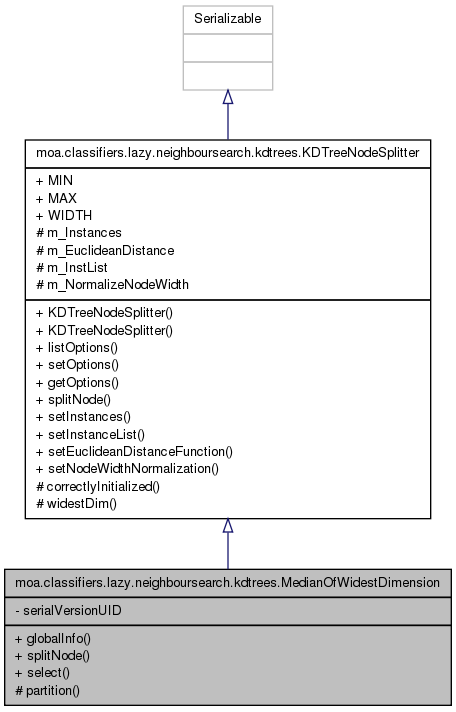 Serializable
moa.classifiers.lazy.neighboursearch.kdtrees.KDTreeNodeSplitter
+ MIN
+ MAX
+ WIDTH
# m_Instances
# m_EuclideanDistance
# m_InstList
# m_NormalizeNodeWidth
+ KDTreeNodeSplitter()
+ KDTreeNodeSplitter()
+ listOptions()
+ setOptions()
+ getOptions()
+ splitNode()
+ setInstances()
+ setInstanceList()
+ setEuclideanDistanceFunction()
+ setNodeWidthNormalization()
# correctlyInitialized()
# widestDim()
moa.classifiers.lazy.neighboursearch.kdtrees.MedianOfWidestDimension
- serialVersionUID
+ globalInfo()
+ splitNode()
+ select()
# partition()